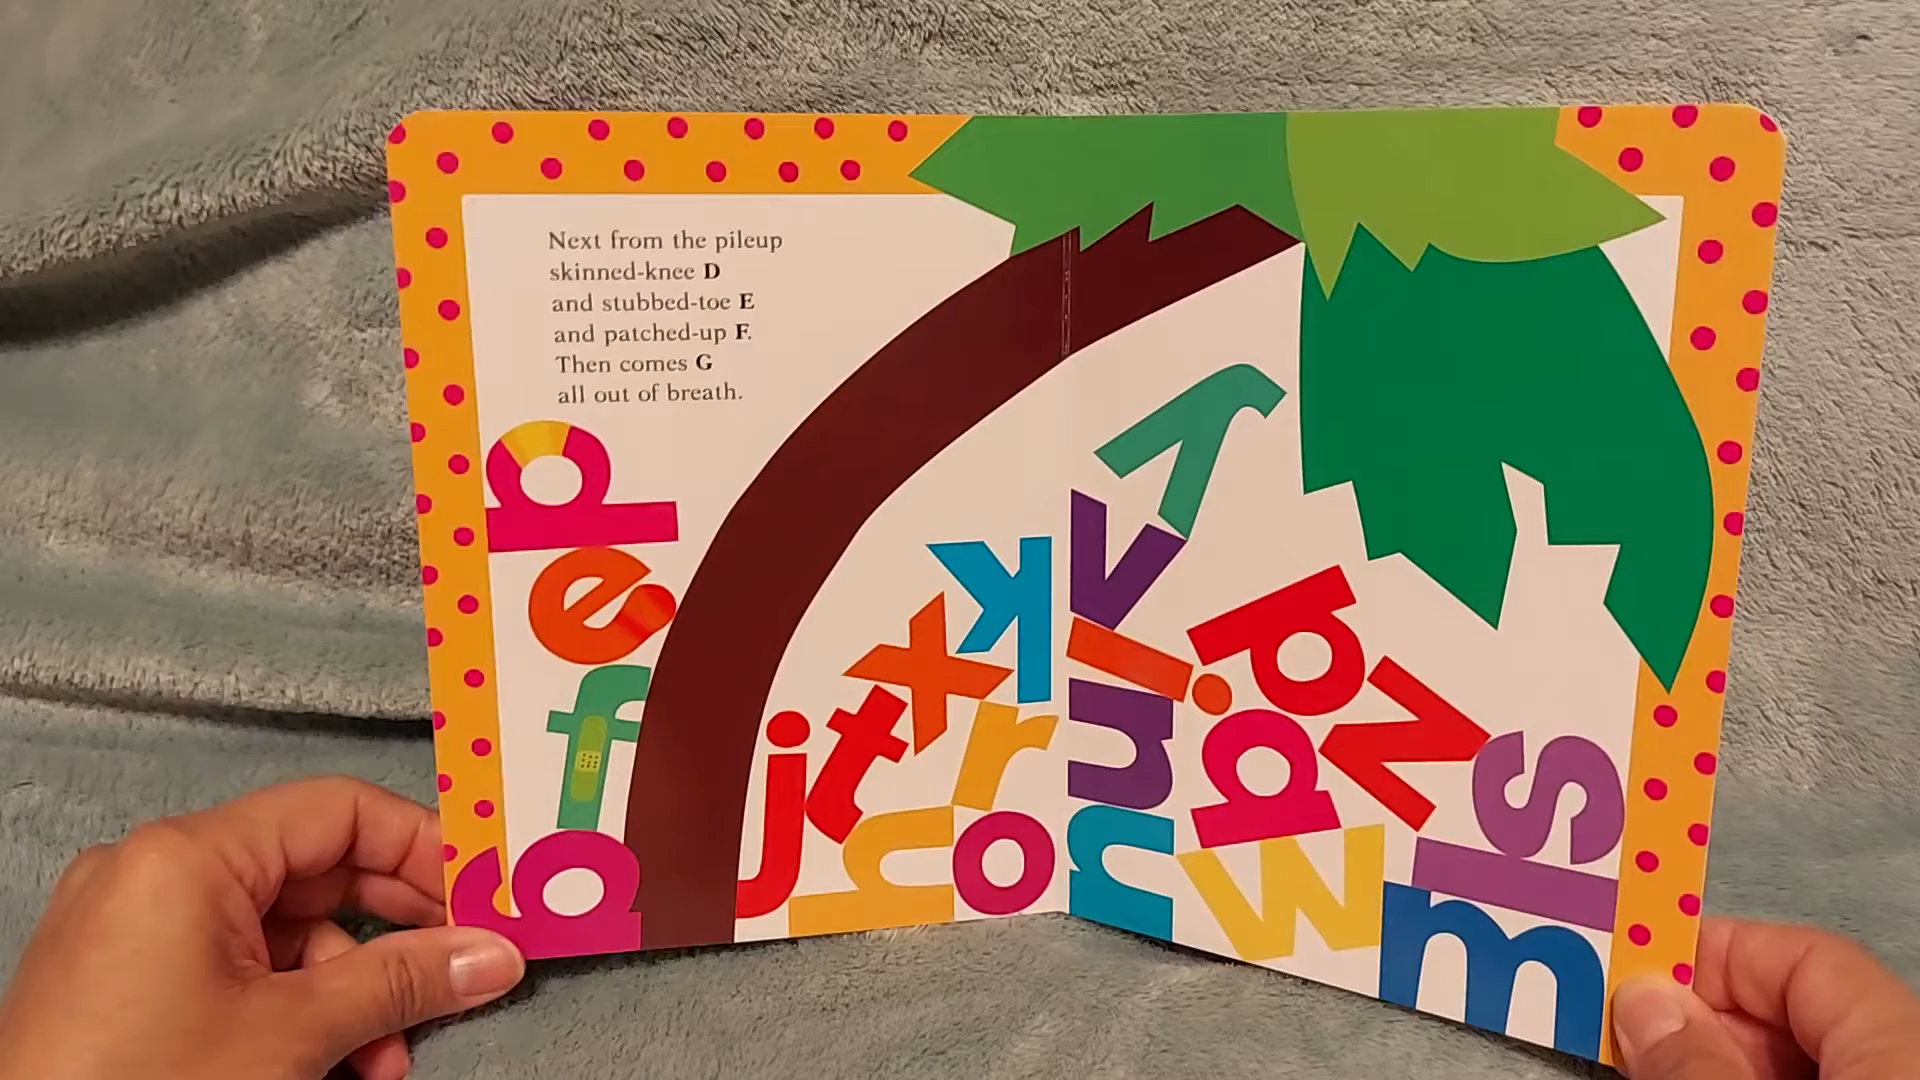 Next from the pileup
skinned-knee D
and stubbed-toe E
and patched-up F.
Then comes G
all out of breath.
d
e
f
g
y
k
v
x
i
p
j
t
r
u
q
z
s
h
o
n
w
l
m